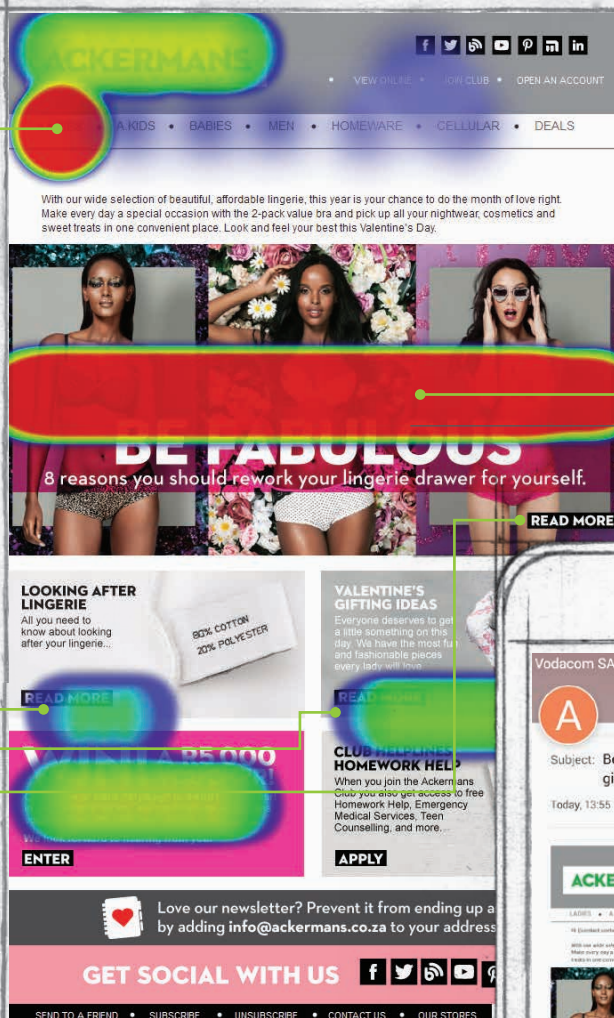 ACKERMANS
• VIEW ONLINE • JOIN CLUB • OPEN AN ACCOUNT
A KIDS • BABIES • MEN • HOMEWARE • CELLULAR • DEALS
With our wide selection of beautiful, affordable lingerie, this year is your chance to do the month of love right.
Make every day a special occasion with the 2-pack value bra and pick up all your nightwear, cosmetics and
sweet treats in one convenient place. Look and feel your best this Valentine's Day.
BE FABULOUS
8 reasons you should rework your lingerie drawer for yourself.
READ MORE
LOOKING AFTER
LINGERIE
All you need to
know about looking
after your lingerie...
80% COTTON
20% POLYESTER
READ MORE
VALENTINE'S
GIFTING IDEAS
Everyone deserves to get
a little something on this
day. We have the most fun
and fashionable pieces
every lady will love
READ MORE
WIN A R5 000
ENTER
CLUB HELPLINES
HOMEWORK HELP
When you join the Ackermans
Club you also get access to free
Homework Help, Emergency
Medical Services, Teen
Counselling, and more...
APPLY
Vodacom SA
A
Subject: Be
gi
Today, 13:55
ACKE
LADIES • A
Love our newsletter? Prevent it from ending up a
by adding info@ackermans.co.za to your address
GET SOCIAL WITH US
SEND TO A FRIEND • SUBSCRIBE • UNSUBSCRIBE • CONTACT US • OUR STORES